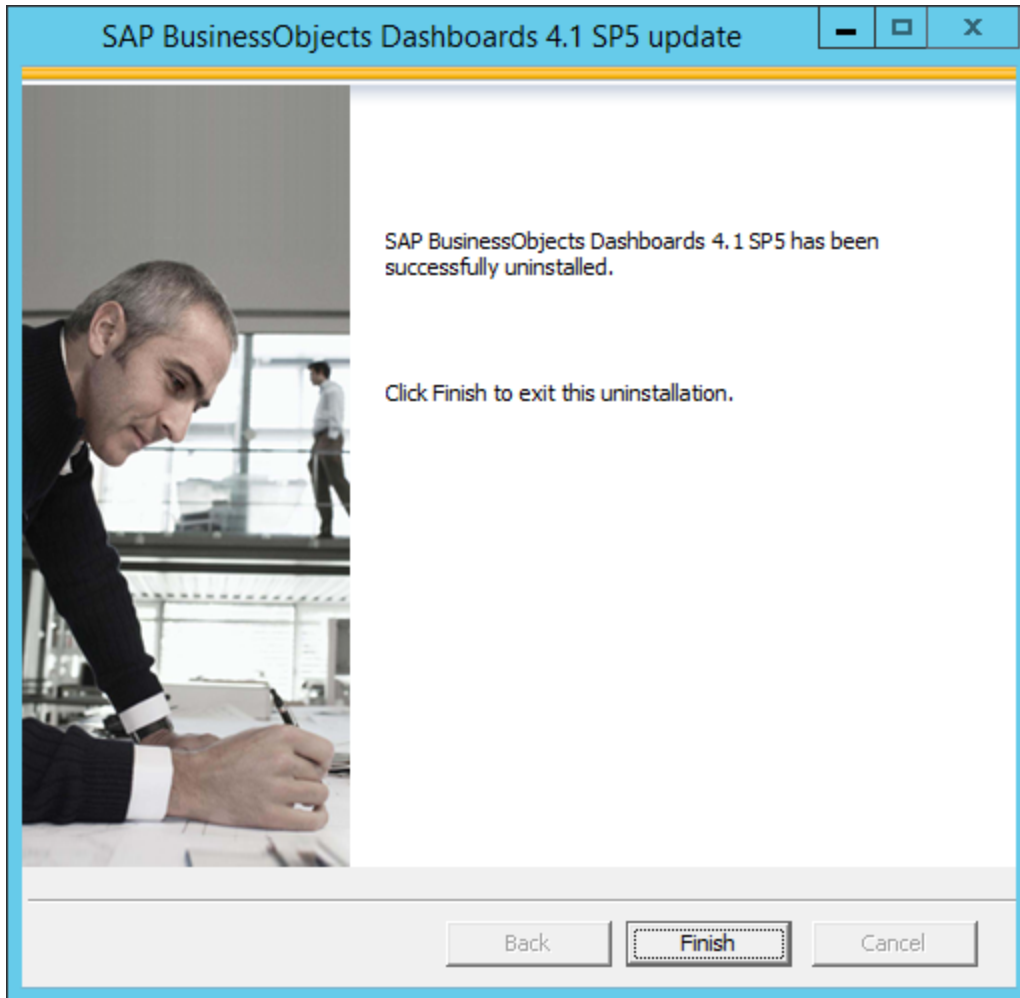 SAP BusinessObjects Dashboards 4.1 SP5 update
SAP BusinessObjects Dashboards 4.1 SP5 has been
successfully uninstalled.
Click Finish to exit this uninstallation.
Back
Finish
Cancel